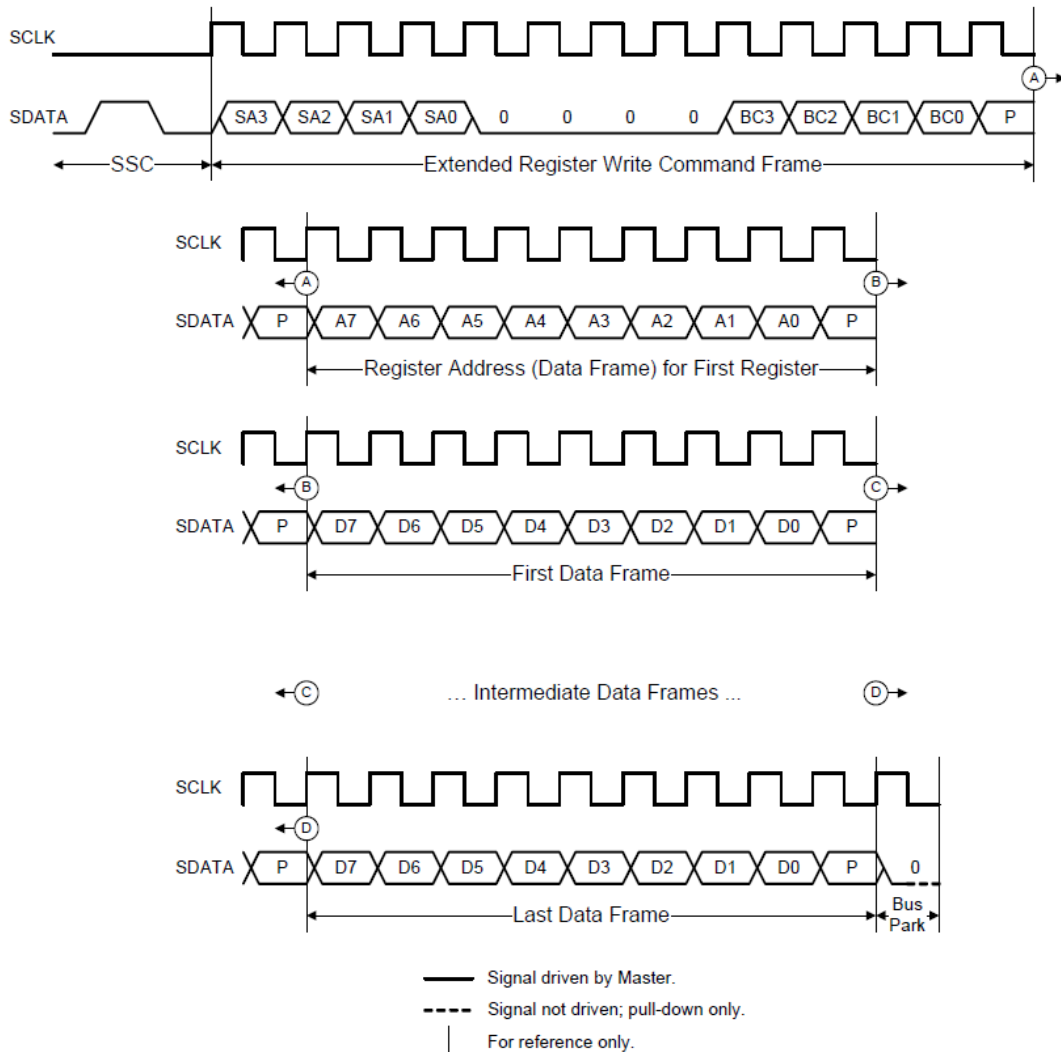 SCLK
A
SDATA SA3 SA2 SA1 SA0 0 0 0 0 BC3 BC2 BC1 BC0 P
SSC Extended Register Write Command Frame
SCLK
A B
SDATA P A7 A6 A5 A4 A3 A2 A1 A0 P
Register Address (Data Frame) for First Register
SCLK
B C
SDATA P D7 D6 D5 D4 D3 D2 D1 D0 P
First Data Frame
C ... Intermediate Data Frames ... D
SCLK
D
SDATA P D7 D6 D5 D4 D3 D2 D1 D0 P 0
Last Data Frame Bus
Park
Signal driven by Master.
Signal not driven; pull-down only.
For reference only.